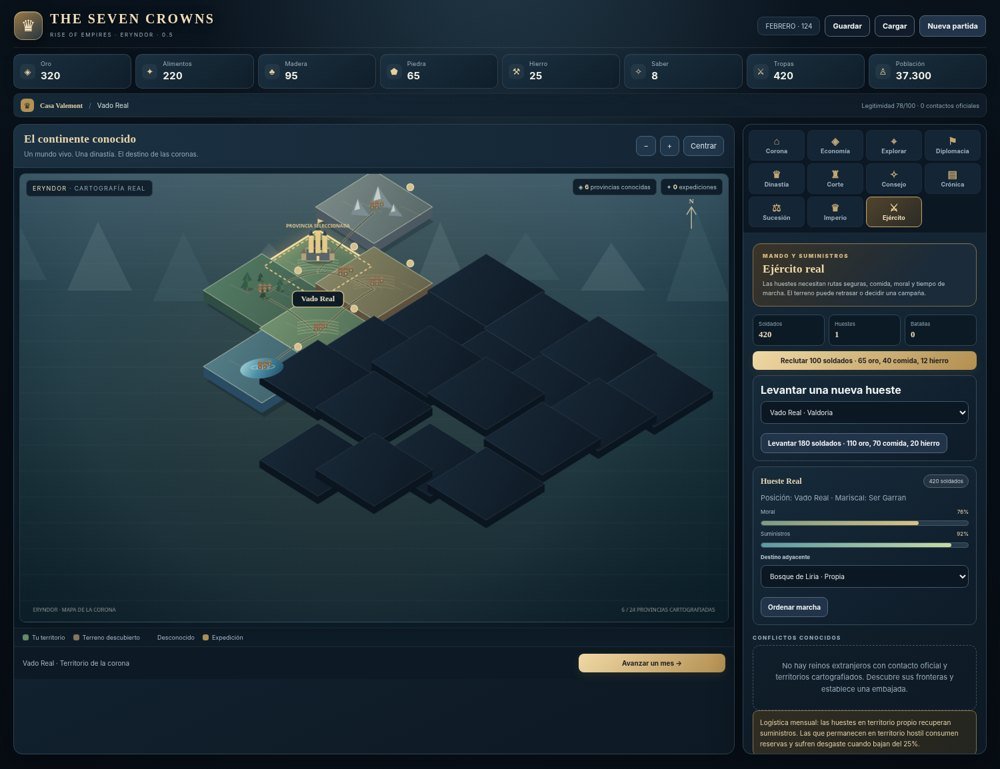 THE SEVEN CROWNS
RISE OF EMPIRES · ERYNDOR · 0.5
FEBRERO · 124
Guardar
Cargar
Nueva partida
Oro
320
Alimentos
220
Madera
95
Piedra
65
Hierro
25
Saber
8
Tropas
420
Población
37.300
Casa Valemont / Vado Real
Legitimidad 78/100 · 0 contactos oficiales
El continente conocido
Un mundo vivo. Una dinastía. El destino de las coronas.
−
+
Centrar
ERYNDOR · CARTOGRAFÍA REAL
6 provincias conocidas
0 expediciones
N
PROVINCIA SELECCIONADA
Vado Real
ERYNDOR · MAPA DE LA CORONA
6 / 24 PROVINCIAS CARTOGRAFIADAS
Tu territorio
Terreno descubierto
Desconocido
Expedición
Vado Real · Territorio de la corona
Avanzar un mes →
Corona
Economía
Explorar
Diplomacia
Dinastía
Corte
Consejo
Crónica
Sucesión
Imperio
Ejército
MANDO Y SUMINISTROS
Ejército real
Las huestes necesitan rutas seguras, comida, moral y tiempo de
marcha. El terreno puede retrasar o decidir una campaña.
Soldados
420
Huestes
1
Batallas
0
Reclutar 100 soldados · 65 oro, 40 comida, 12 hierro
Levantar una nueva hueste
Vado Real · Valdoria
Levantar 180 soldados · 110 oro, 70 comida, 20 hierro
Hueste Real
420 soldados
Posición: Vado Real · Mariscal: Ser Garran
Moral
76%
Suministros
92%
Destino adyacente
Bosque de Liria · Propia
Ordenar marcha
CONFLICTOS CONOCIDOS
No hay reinos extranjeros con contacto oficial y
territorios cartografiados. Descubre sus fronteras y
establece una embajada.
Logística mensual: las huestes en territorio propio recuperan
suministros. Las que permanecen en territorio hostil consumen
reservas y sufren desgaste cuando bajan del 25%.